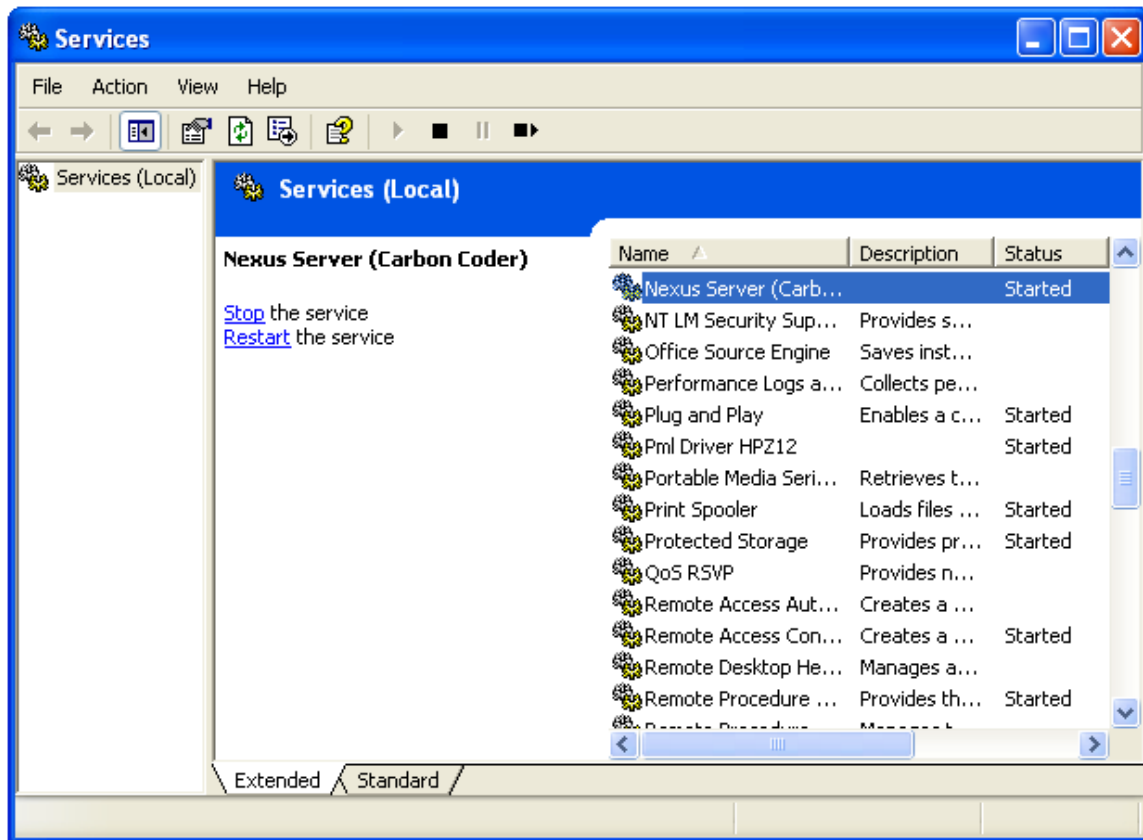 Services
File Action View Help
Services (Local)
Services (Local)
Nexus Server (Carbon Coder)
Stop the service
Restart the service
Name Description Status
Nexus Server (Carb... Started
NT LM Security Sup... Provides s...
Office Source Engine Saves inst...
Performance Logs a... Collects pe...
Plug and Play Enables a c... Started
Pml Driver HPZ12 Started
Portable Media Seri... Retrieves t...
Print Spooler Loads files ... Started
Protected Storage Provides pr... Started
QoS RSVP Provides n...
Remote Access Aut... Creates a ...
Remote Access Con... Creates a ... Started
Remote Desktop He... Manages a...
Remote Procedure ... Provides th... Started
Extended Standard